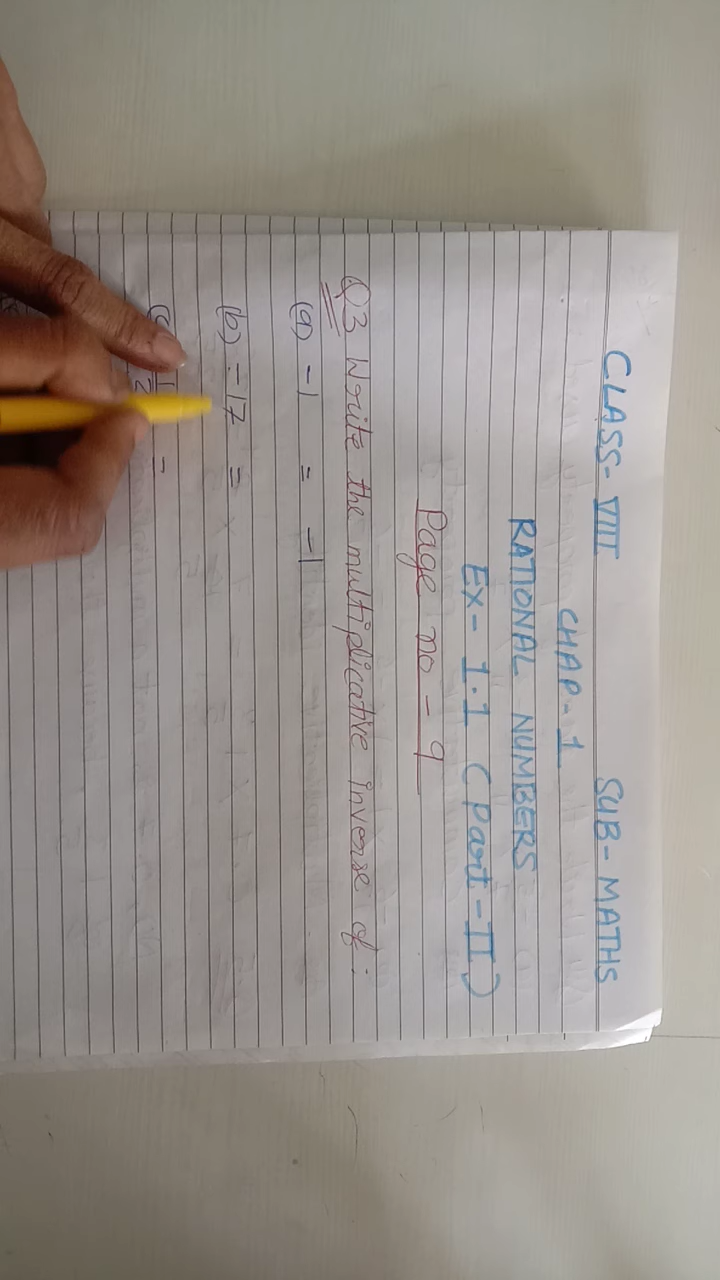 CLASS- VIII SUB- MATHS
CHAP- 1
RATIONAL NUMBERS
EX- 1.1 (Part-II)
Page no - 9
Q3 Write the multiplicative inverse of :
(a) -1 = -1
(b) -17 =
(c =